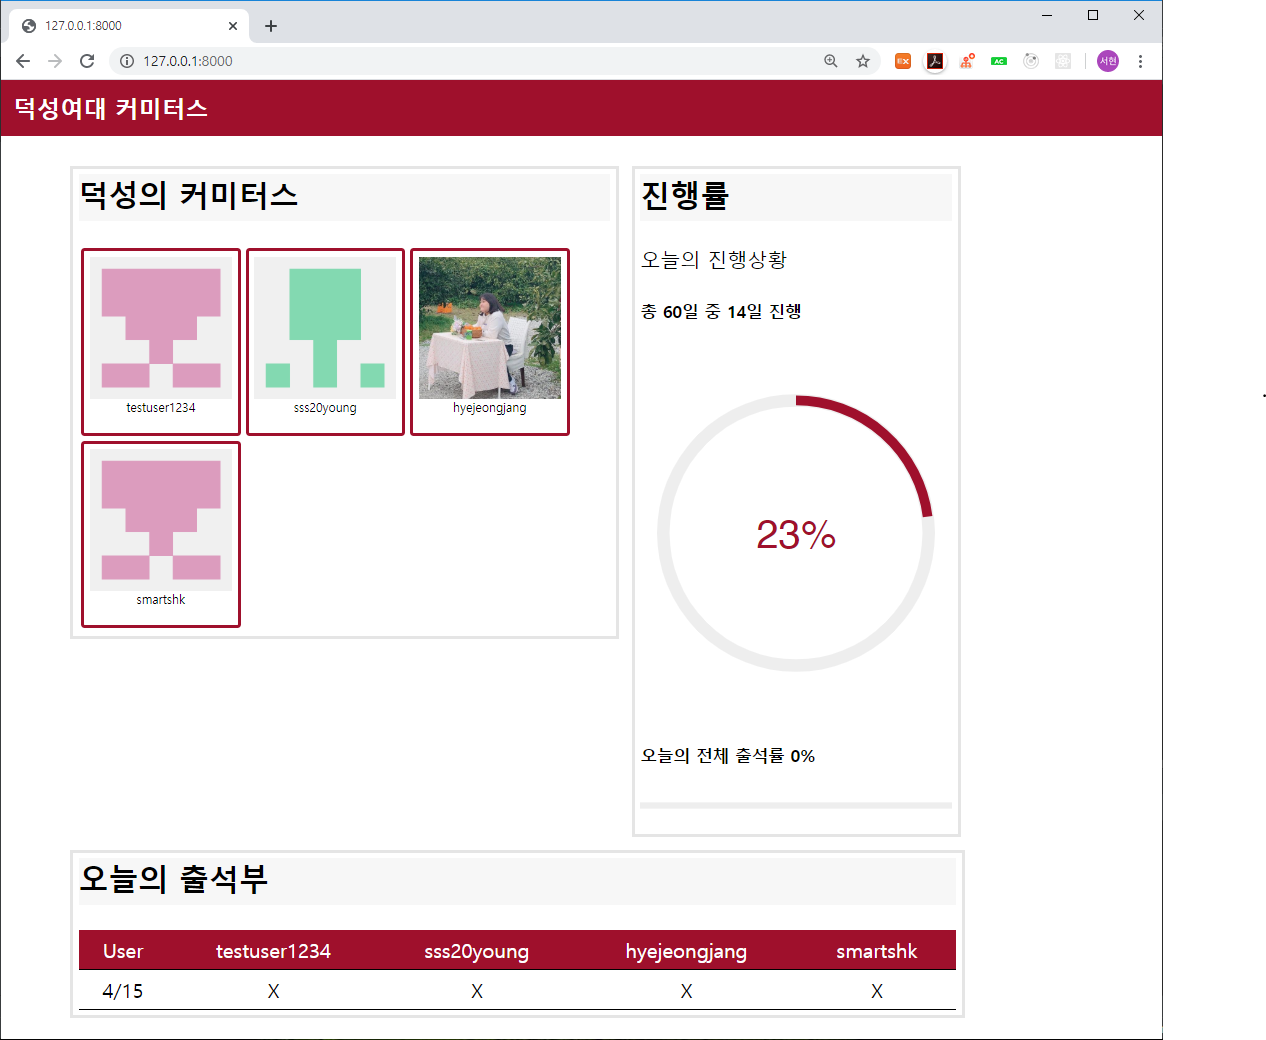 127.0.0.1:8000
127.0.0.1:8000
AC
서현
덕성여대 커미터스
덕성의 커미터스
testuser1234
sss20young
hyejeongjang
smartshk
진행률
오늘의 진행상황
총 60일 중 14일 진행
23%
오늘의 전체 출석률 0%
오늘의 출석부
User testuser1234 sss20young hyejeongjang smartshk
4/15 X X X X
.